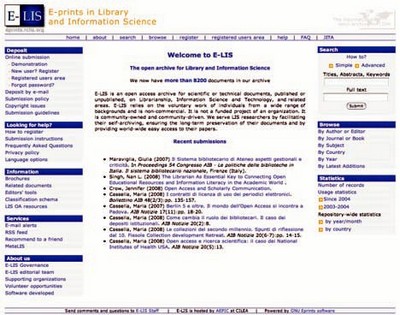 E-LIS
E-prints in Library
and Information Science
eprints.rclis.org
home | about | search | browse | register | registered users area | help | FAQ | JITA
Deposit
Online submission
- Demonstration
- New user? Register
- Registered users area
- Forgot password?
Deposit by e-mail
Submission policy
Copyright issues
Submission guidelines
Looking for help?
How to register
Submission instructions
Frequently Asked Questions
Privacy policy
Language options
Information
Brochures
Related documents
Editors' tools
Classification schema
LIS OA resources
Services
E-mail alerts
RSS feed
Recommend to a friend
MetaLIS
About us
E-LIS Governance
E-LIS editorial team
Supporting organizations
Volunteer opportunities
Software developed
Welcome to E-LIS
The open archive for Library and Information Science
We now have more than 8200 documents in our archive
E-LIS is an open access archive for scientific or technical documents, published or
unpublished, on Librarianship, Information Science and Technology, and related
areas. E-LIS relies on the voluntary work of individuals from a wide range of
backgrounds and is non-commercial. It is not a funded project of an organization. It
is community-owned and community-driven. We serve LIS researchers by facilitating
their self-archiving, ensuring the long-term preservation of their documents and by
providing world-wide easy access to their papers.
Recent submissions
Maraviglia, Giulia (2007) Il Sistema bibliotecario di Ateneo aspetti gestionali e
criticità. In Proceedings 54 Congresso AIB - Le politiche delle biblioteche in
Italia. Il sistema bibliotecario nazionale, Firenze (Italy).
Singh, Nan L. (2008) The Librarian As Essential Key to Connecting Open
Educational Resources and Information Literacy in the Academic World.,
Crow, Jennifer (2008) Open Access and Scholarly Communication.
Cassella, Maria (2008) I contratti di licenza di uso dei periodici elettronici.
Bollettino AIB 48(2/3):pp. 135-157.
Cassella, Maria (2007) Berlin 5 e oltre. Il mondo dell'Open Access si incontra a
Padova. AIB Notizie 17(11):pp. 18-20.
Cassella, Maria (2008) Come cambia il ruolo dei bibliotecari. Il caso dei
depositi istituzionali. AIB Notizie 20(2):8.
Cassella, Maria (2008) Le collezioni del secondo millennio. Spunti di riflessione
dal 10. Fiesole Collection development Retreat. AIB Notizie 20(6-7):pp. 14-15.
Cassella, Maria (2008) Open access e ricerca scientifica: il caso del National
Institutes of Health USA. AIB Notizie 20(5):13.
Search
How to?
Simple Advanced
Titles, Abstracts, Keywords
Full text
Submit
Browse
By Author or Editor
By Journal or Book
By Subject
By Country
By Year
By Latest Additions
Statistics
Number of records
Usage statistics
Since 2004
2003-2004
Repository-wide statistics
by year/month
by country
Send comments and questions to E-LIS Staff | E-LIS is hosted by AEPIC at CILEA | Powered by GNU Eprints software